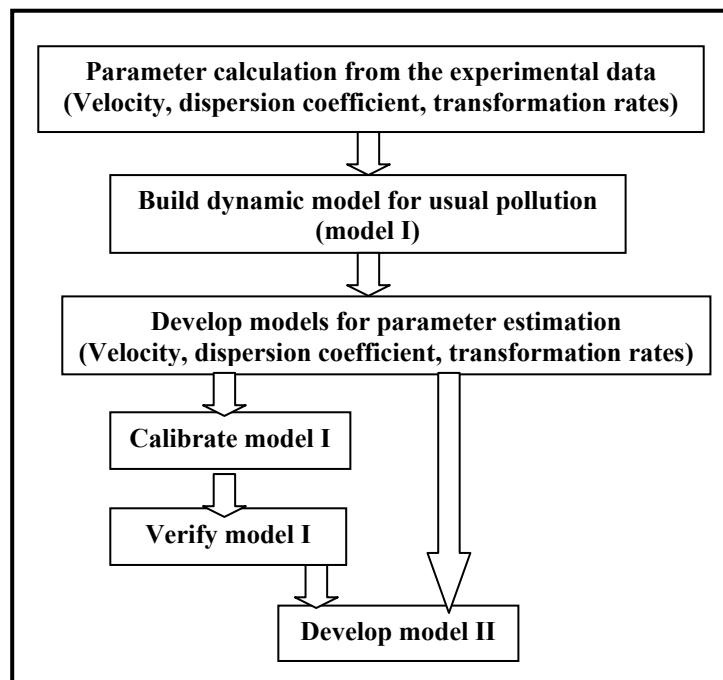 Parameter calculation from the experimental data
(Velocity, dispersion coefficient, transformation rates)
Build dynamic model for usual pollution
(model I)
Develop models for parameter estimation
(Velocity, dispersion coefficient, transformation rates)
Calibrate model I
Verify model I
Develop model II